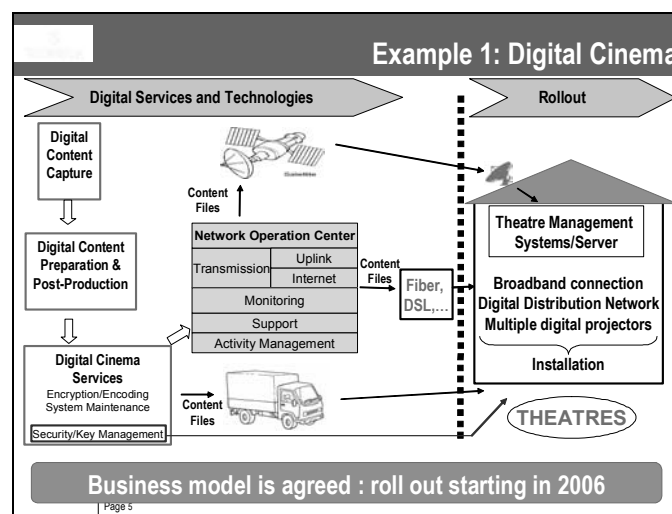 Example 1: Digital Cinema
Digital Services and Technologies
Rollout
Digital
Content
Capture
Digital Content
Preparation &
Post-Production
Digital Cinema
Services
Encryption/Encoding
System Maintenance
Security/Key Management
Content
Files
Network Operation Center
Transmission
Uplink
Internet
Monitoring
Support
Activity Management
Content
Files
Content
Files
Fiber,
DSL,...
Theatre Management
Systems/Server
Broadband connection
Digital Distribution Network
Multiple digital projectors
Installation
THEATRES
Business model is agreed : roll out starting in 2006
Page 5